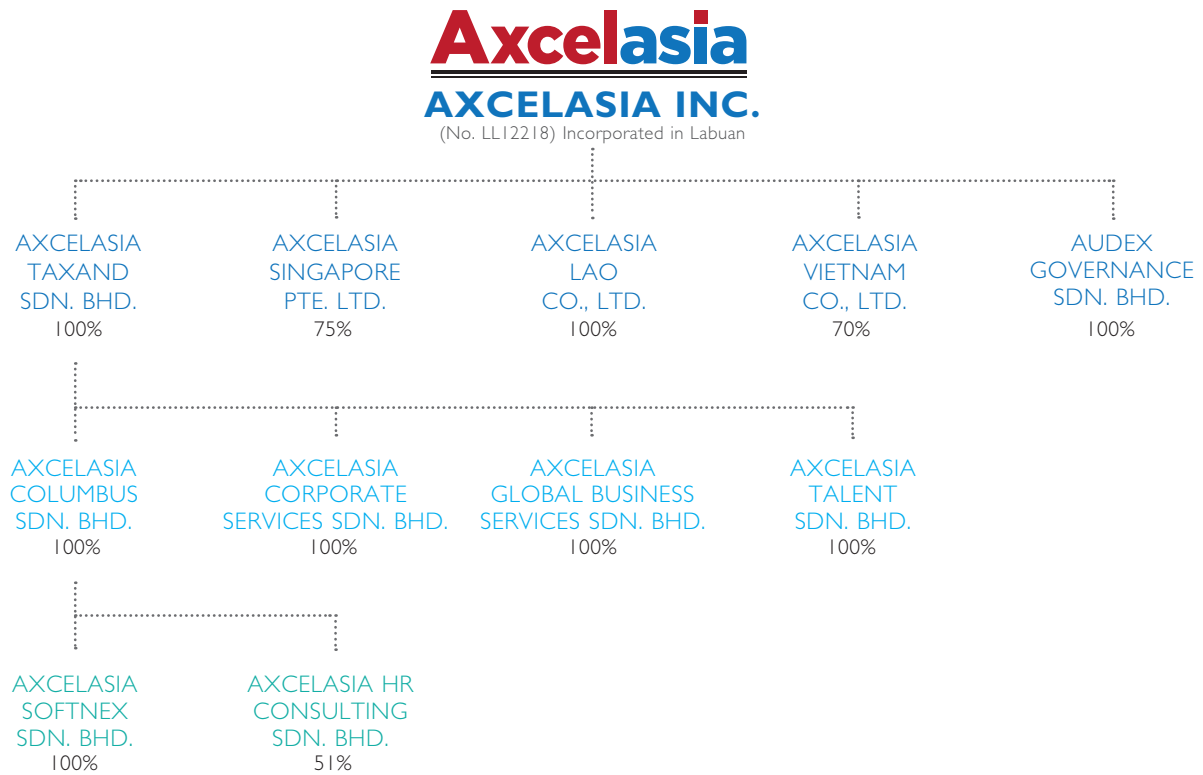 Axcelasia
AXCELASIA INC.
(No. LL12218) Incorporated in Labuan
AXCELASIA
TAXAND
SDN. BHD.
100%
AXCELASIA
SINGAPORE
PTE. LTD.
75%
AXCELASIA
LAO
CO., LTD.
100%
AXCELASIA
VIETNAM
CO., LTD.
70%
AUDEX
GOVERNANCE
SDN. BHD.
100%
AXCELASIA
COLUMBUS
SDN. BHD.
100%
AXCELASIA
CORPORATE
SERVICES SDN. BHD.
100%
AXCELASIA
GLOBAL BUSINESS
SERVICES SDN. BHD.
100%
AXCELASIA
TALENT
SDN. BHD.
100%
AXCELASIA
SOFTNEX
SDN. BHD.
100%
AXCELASIA HR
CONSULTING
SDN. BHD.
51%